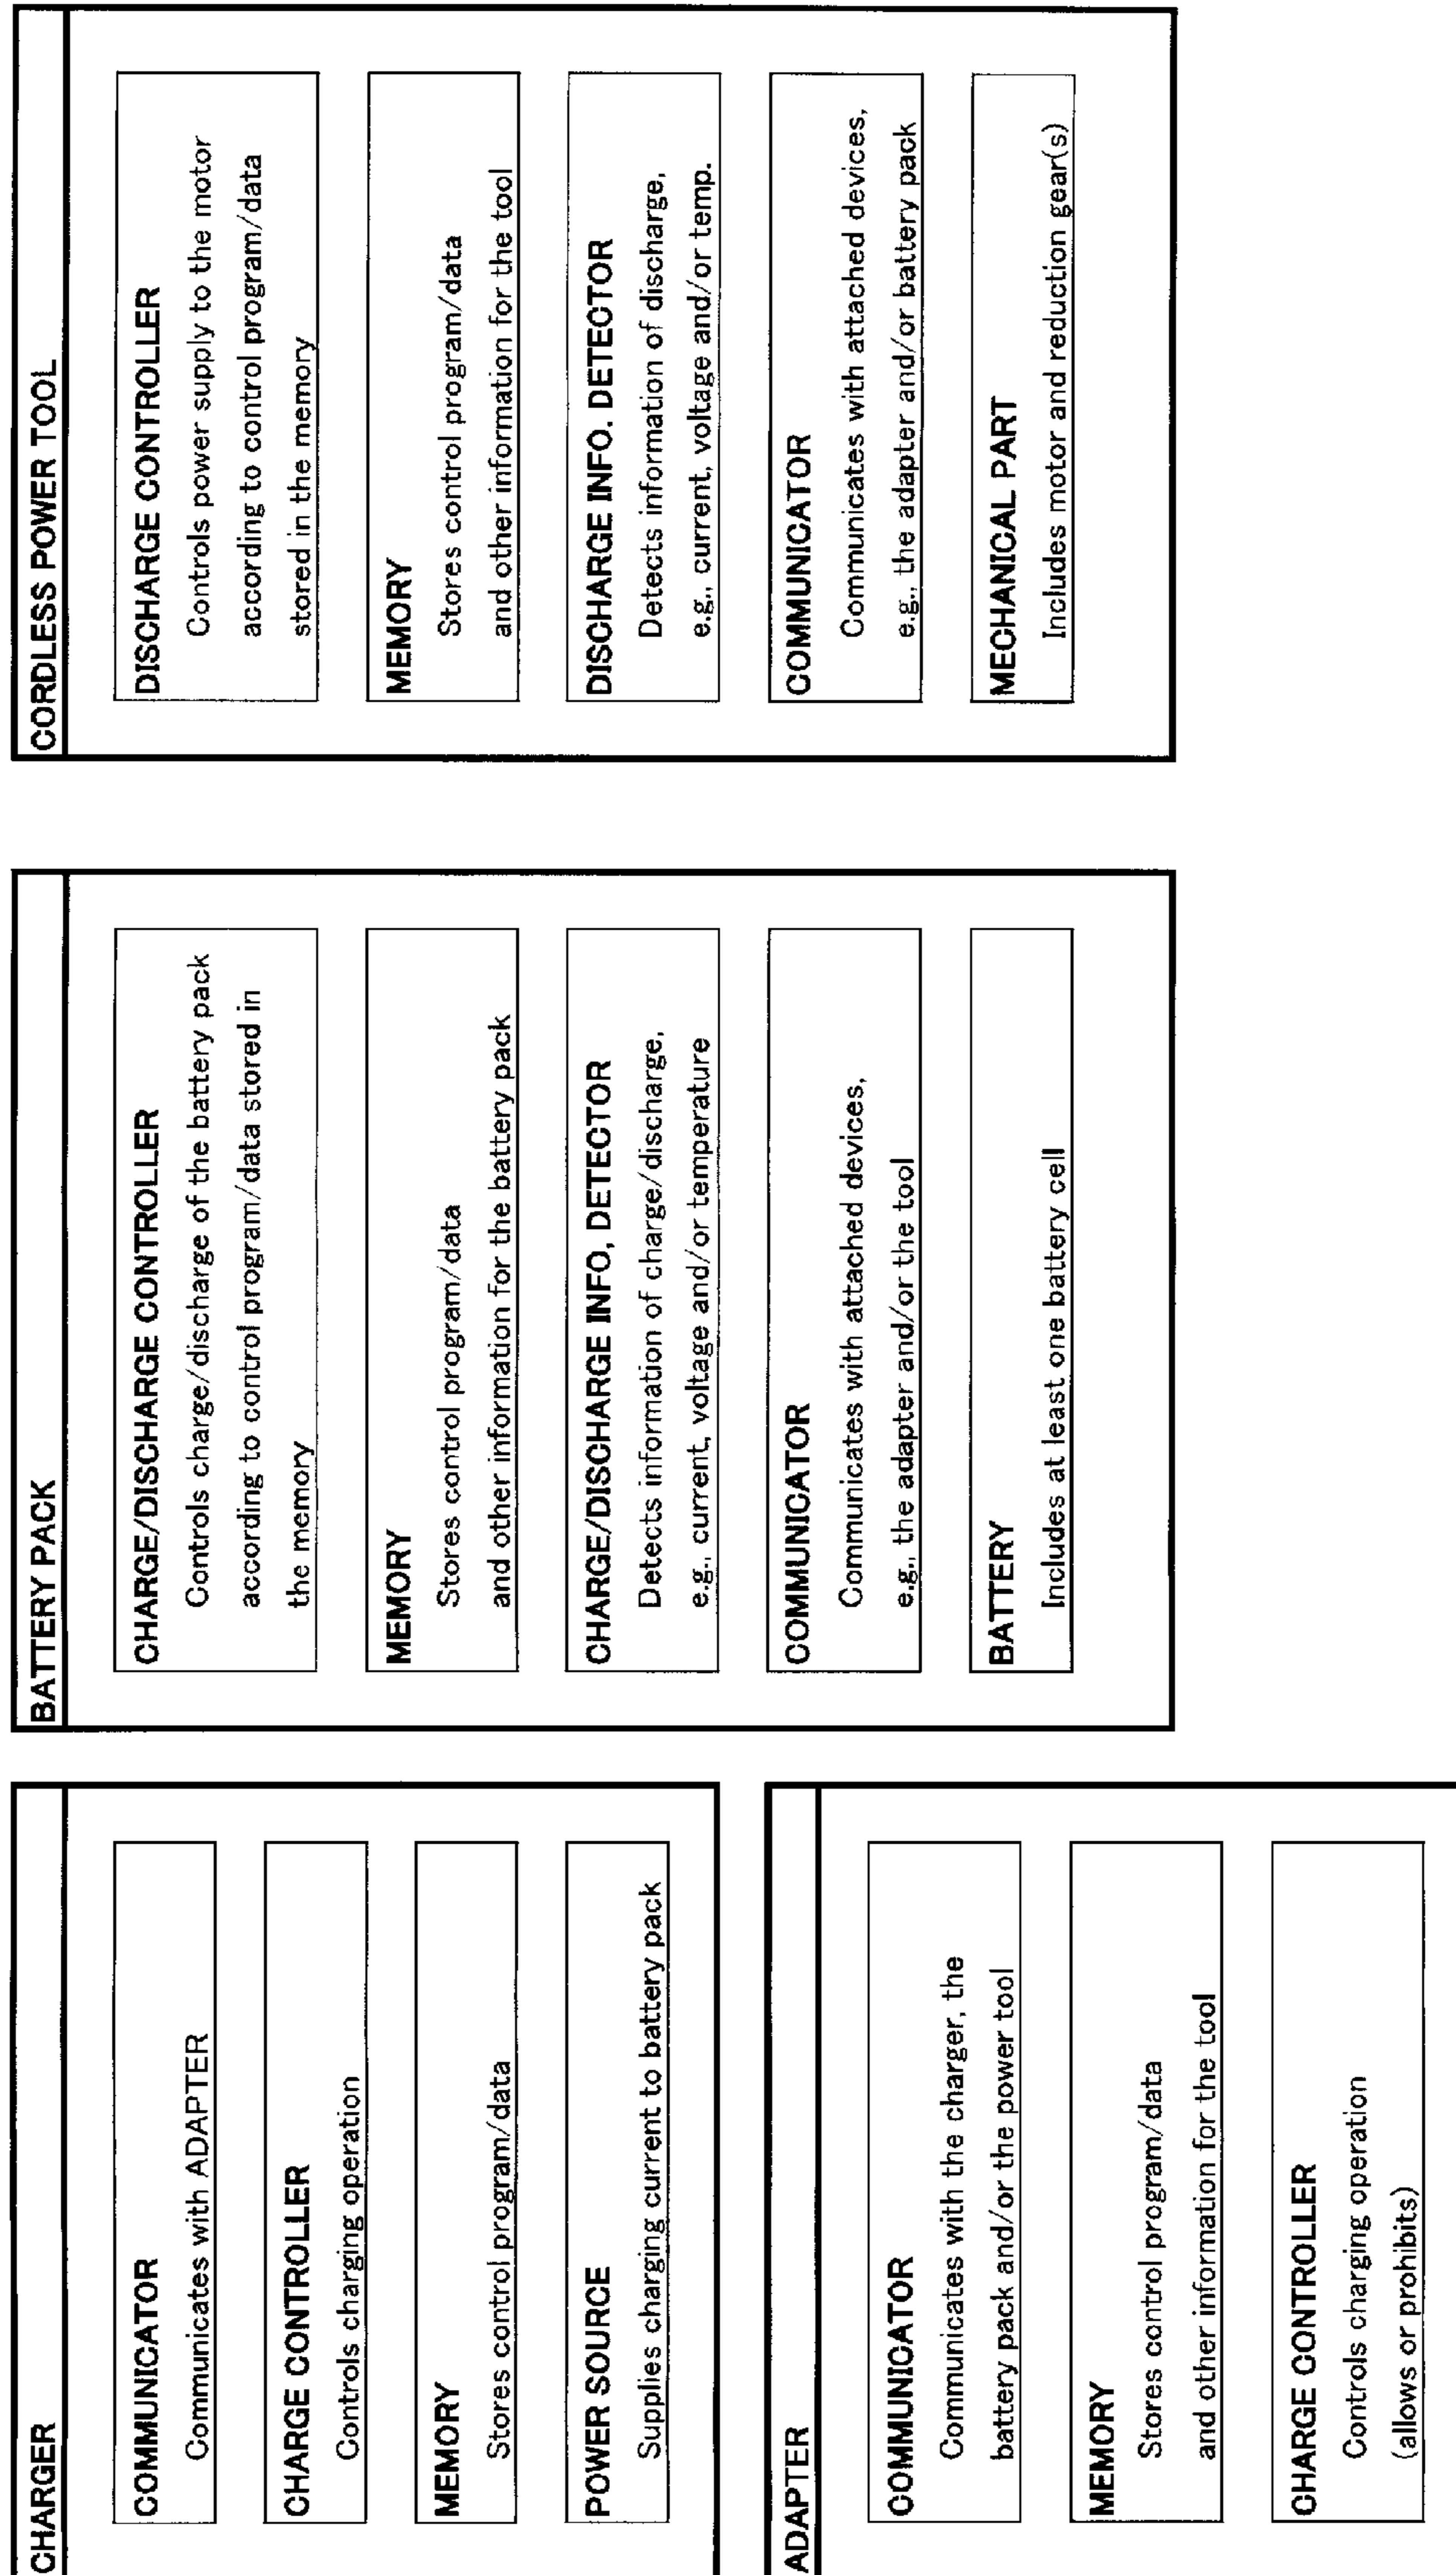 CHARGER
COMMUNICATOR
Communicates with ADAPTER
CHARGE CONTROLLER
Controls charging operation
MEMORY
Stores control program/data
POWER SOURCE
Supplies charging current to battery pack
ADAPTER
COMMUNICATOR
Communicates with the charger, the
battery pack and/or the power tool
MEMORY
Stores control program/data
and other information for the tool
CHARGE CONTROLLER
Controls charging operation
(allows or prohibits)
BATTERY PACK
CHARGE/DISCHARGE CONTROLLER
Controls charge/discharge of the battery pack
according to control program/data stored in
the memory
MEMORY
Stores control program/data
and other information for the battery pack
CHARGE/DISCHARGE INFO, DETECTOR
Detects information of charge/discharge,
e.g., current, voltage and/or temperature
COMMUNICATOR
Communicates with attached devices,
e.g., the adapter and/or the tool
BATTERY
Includes at least one battery cell
CORDLESS POWER TOOL
DISCHARGE CONTROLLER
Controls power supply to the motor
according to control program/data
stored in the memory
MEMORY
Stores control program/data
and other information for the tool
DISCHARGE INFO. DETECTOR
Detects information of discharge,
e.g., current, voltage and/or temp.
COMMUNICATOR
Communicates with attached devices,
e.g., the adapter and/or battery pack
MECHANICAL PART
Includes motor and reduction gear(s)